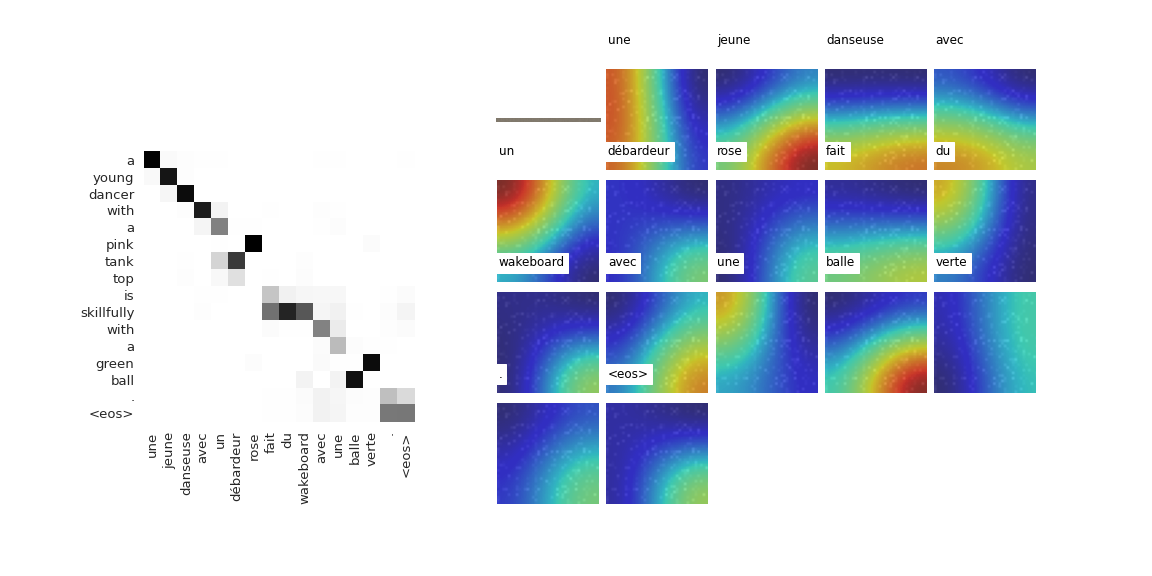 a
young
dancer
with
a
pink
tank
top
is
skillfully
with
a
green
ball
.
<eos>
une
jeune
danseuse
avec
un
débardeur
rose
fait
du
wakeboard
avec
une
balle
verte
.
<eos>
une jeune danseuse avec
un débardeur rose fait du
wakeboard avec une balle verte
. <eos>